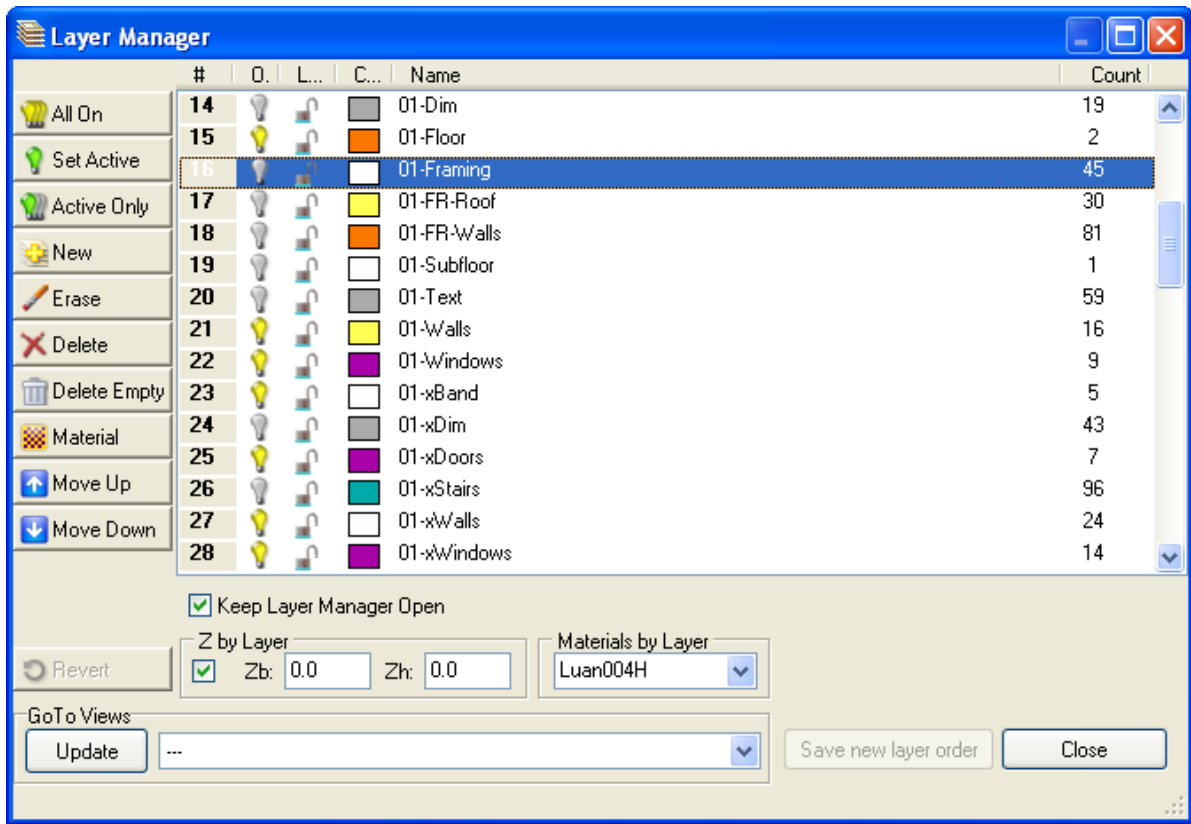 Layer Manager
# O. L... C... Name Count
All On
Set Active
Active Only
New
Erase
Delete
Delete Empty
Material
Move Up
Move Down
14 01-Dim 19
15 01-Floor 2
16 01-Framing 45
17 01-FR-Roof 30
18 01-FR-Walls 81
19 01-Subfloor 1
20 01-Text 59
21 01-Walls 16
22 01-Windows 9
23 01-xBand 5
24 01-xDim 43
25 01-xDoors 7
26 01-xStairs 96
27 01-xWalls 24
28 01-xWindows 14
Keep Layer Manager Open
Z by Layer Materials by Layer
Revert Zb: 0.0 Zh: 0.0 Luan004H
GoTo Views
Update --- Save new layer order Close